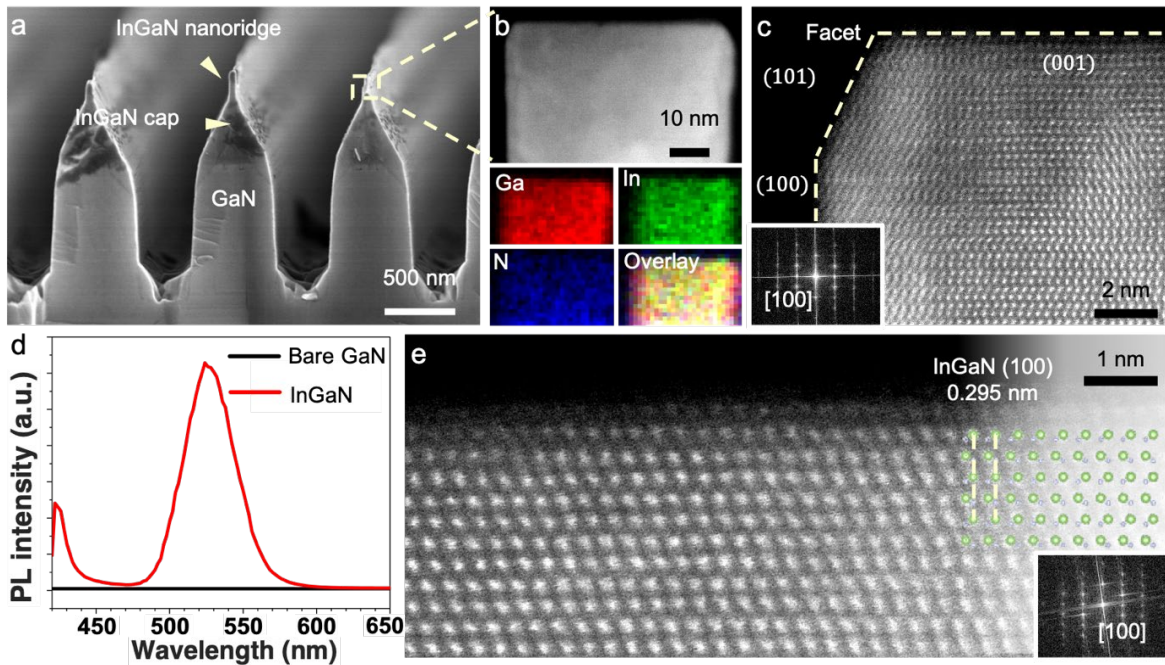 a
InGaN nanoridge
InGaN cap
GaN
500 nm
b
10 nm
Ga
In
N
Overlay
c
Facet
(101)
(001)
(100)
[100]
2 nm
d
Bare GaN
InGaN
PL intensity (a.u.)
450 500 550 600 650
Wavelength (nm)
e
InGaN (100)
0.295 nm
1 nm
[100]